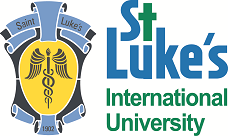 Saint Luke's
1902
St
Luke's
International
University